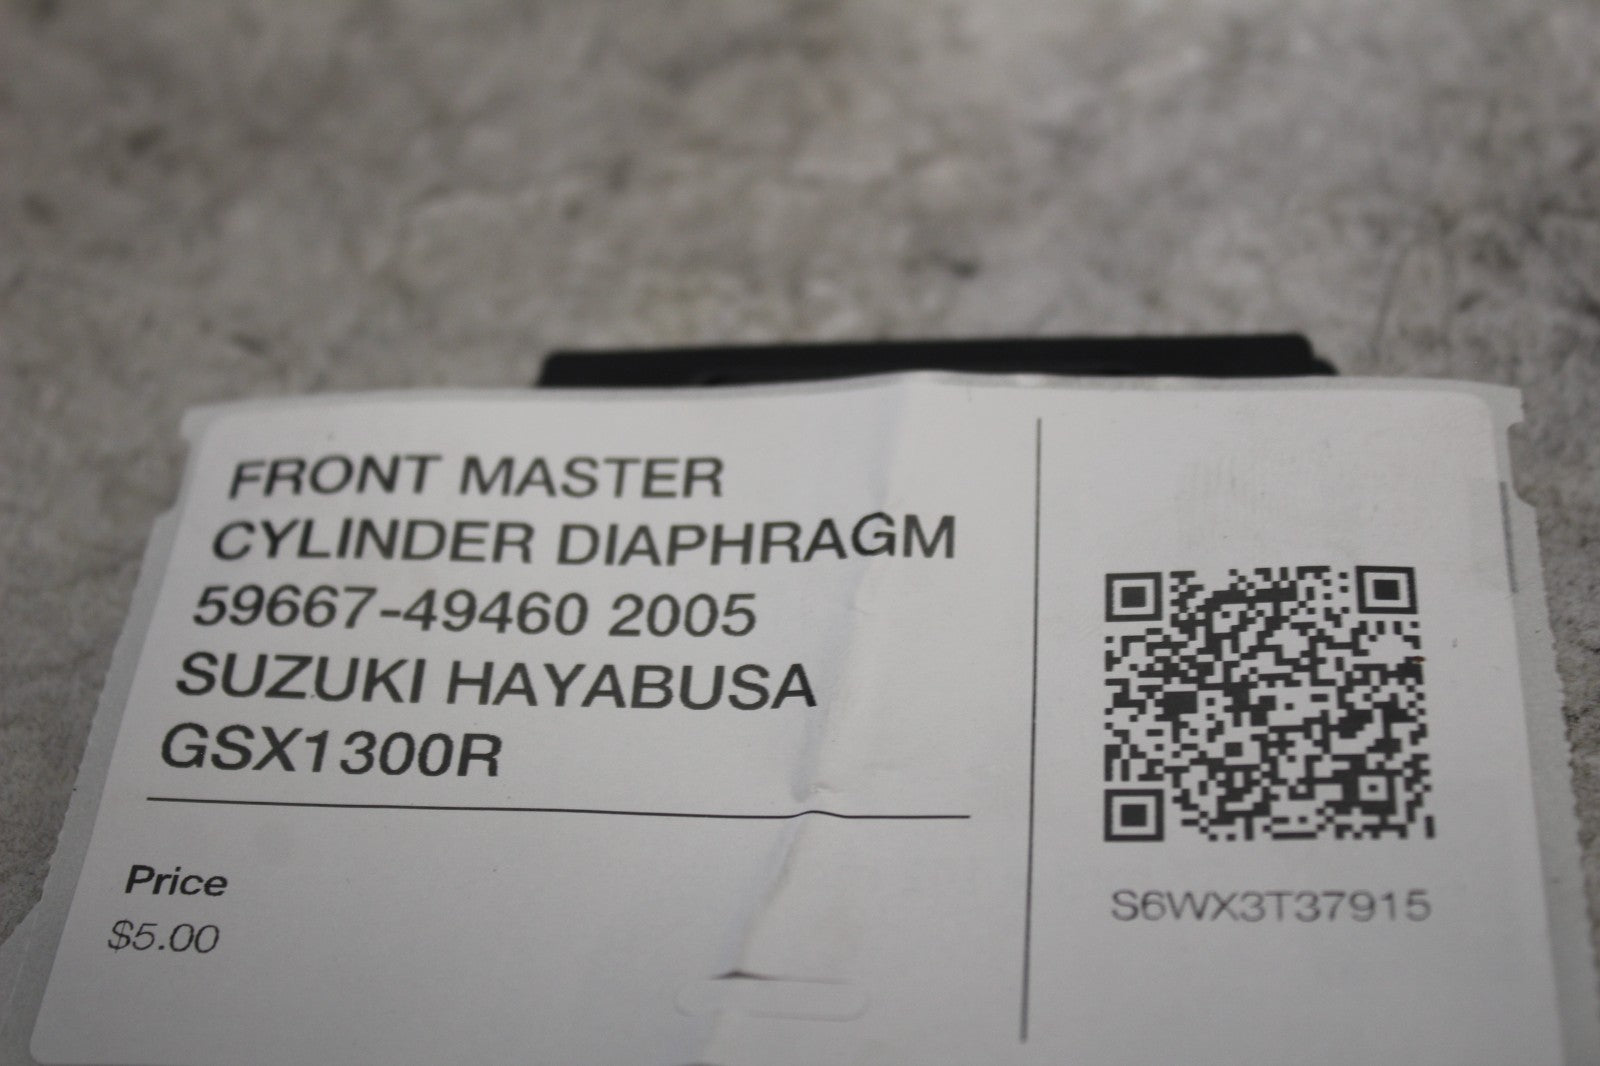 FRONT MASTER
CYLINDER DIAPHRAGM
59667-49460 2005
SUZUKI HAYABUSA
GSX1300R
Price
$5.00
S6WX3T37915